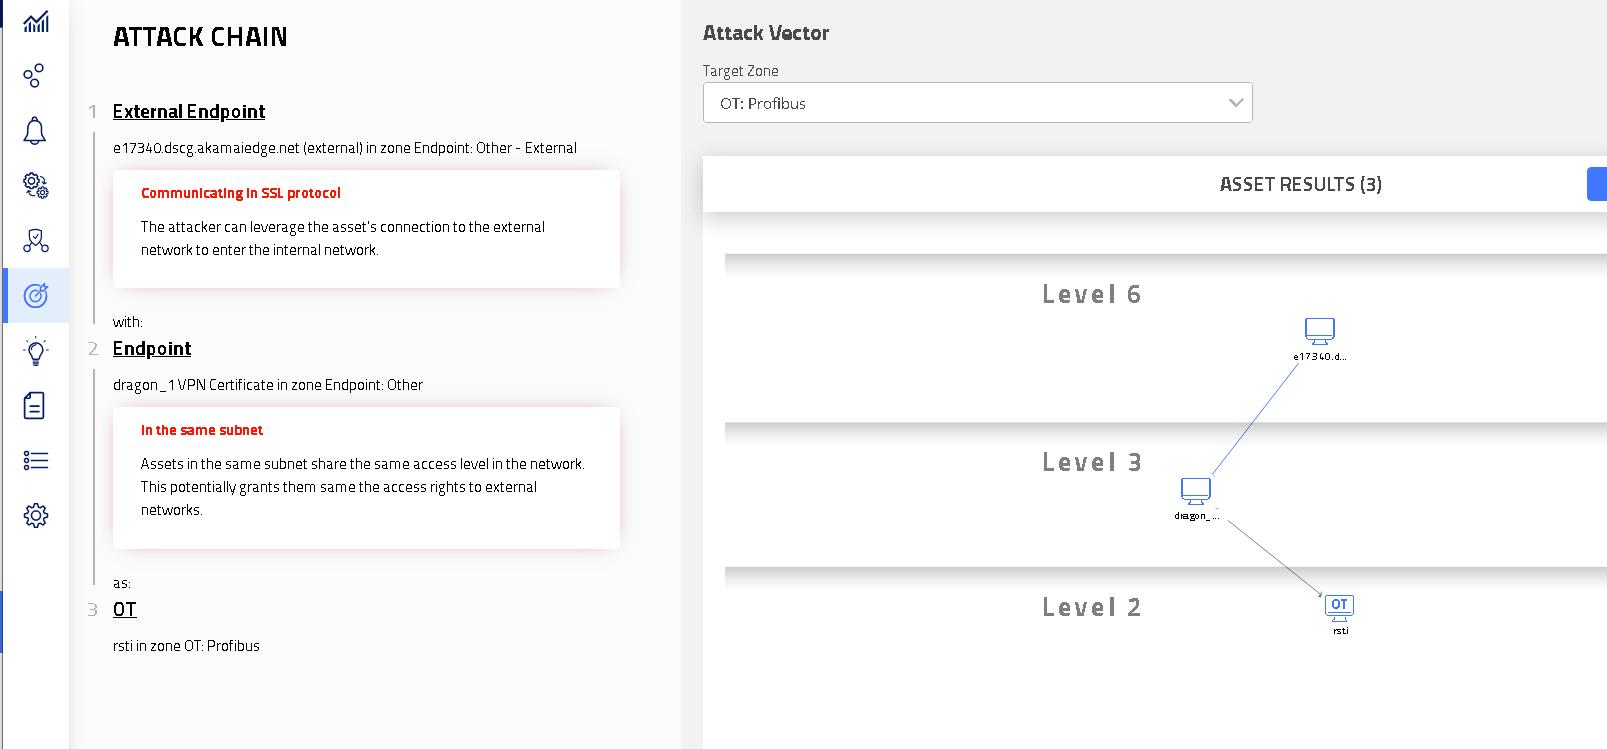 ATTACK CHAIN
1 External Endpoint
e17340.dscg.akamaiedge.net (external) in zone Endpoint: Other - External
Communicating in SSL protocol
The attacker can leverage the asset's connection to the external
network to enter the internal network.
with:
2 Endpoint
dragon_1 VPN Certificate in zone Endpoint: Other
In the same subnet
Assets in the same subnet share the same access level in the network.
This potentially grants them same the access rights to external
networks.
as:
3 OT
rsti in zone OT: Profibus
Attack Vector
Target Zone
OT: Profibus
ASSET RESULTS (3)
Level 6
e17340.d...
Level 3
dragon_...
Level 2
OT
rsti